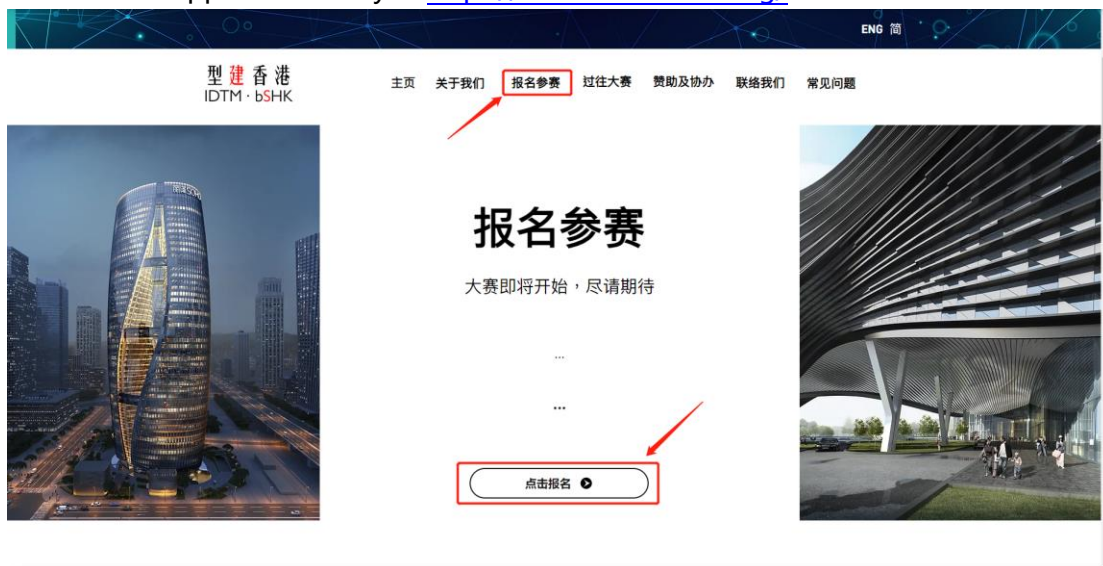 ENG 简
型建香港
IDTM · bSHK
主页 关于我们 报名参赛 过往大赛 赞助及协办 联络我们 常见问题
报名参赛
大赛即将开始，尽请期待
...
...
点击报名